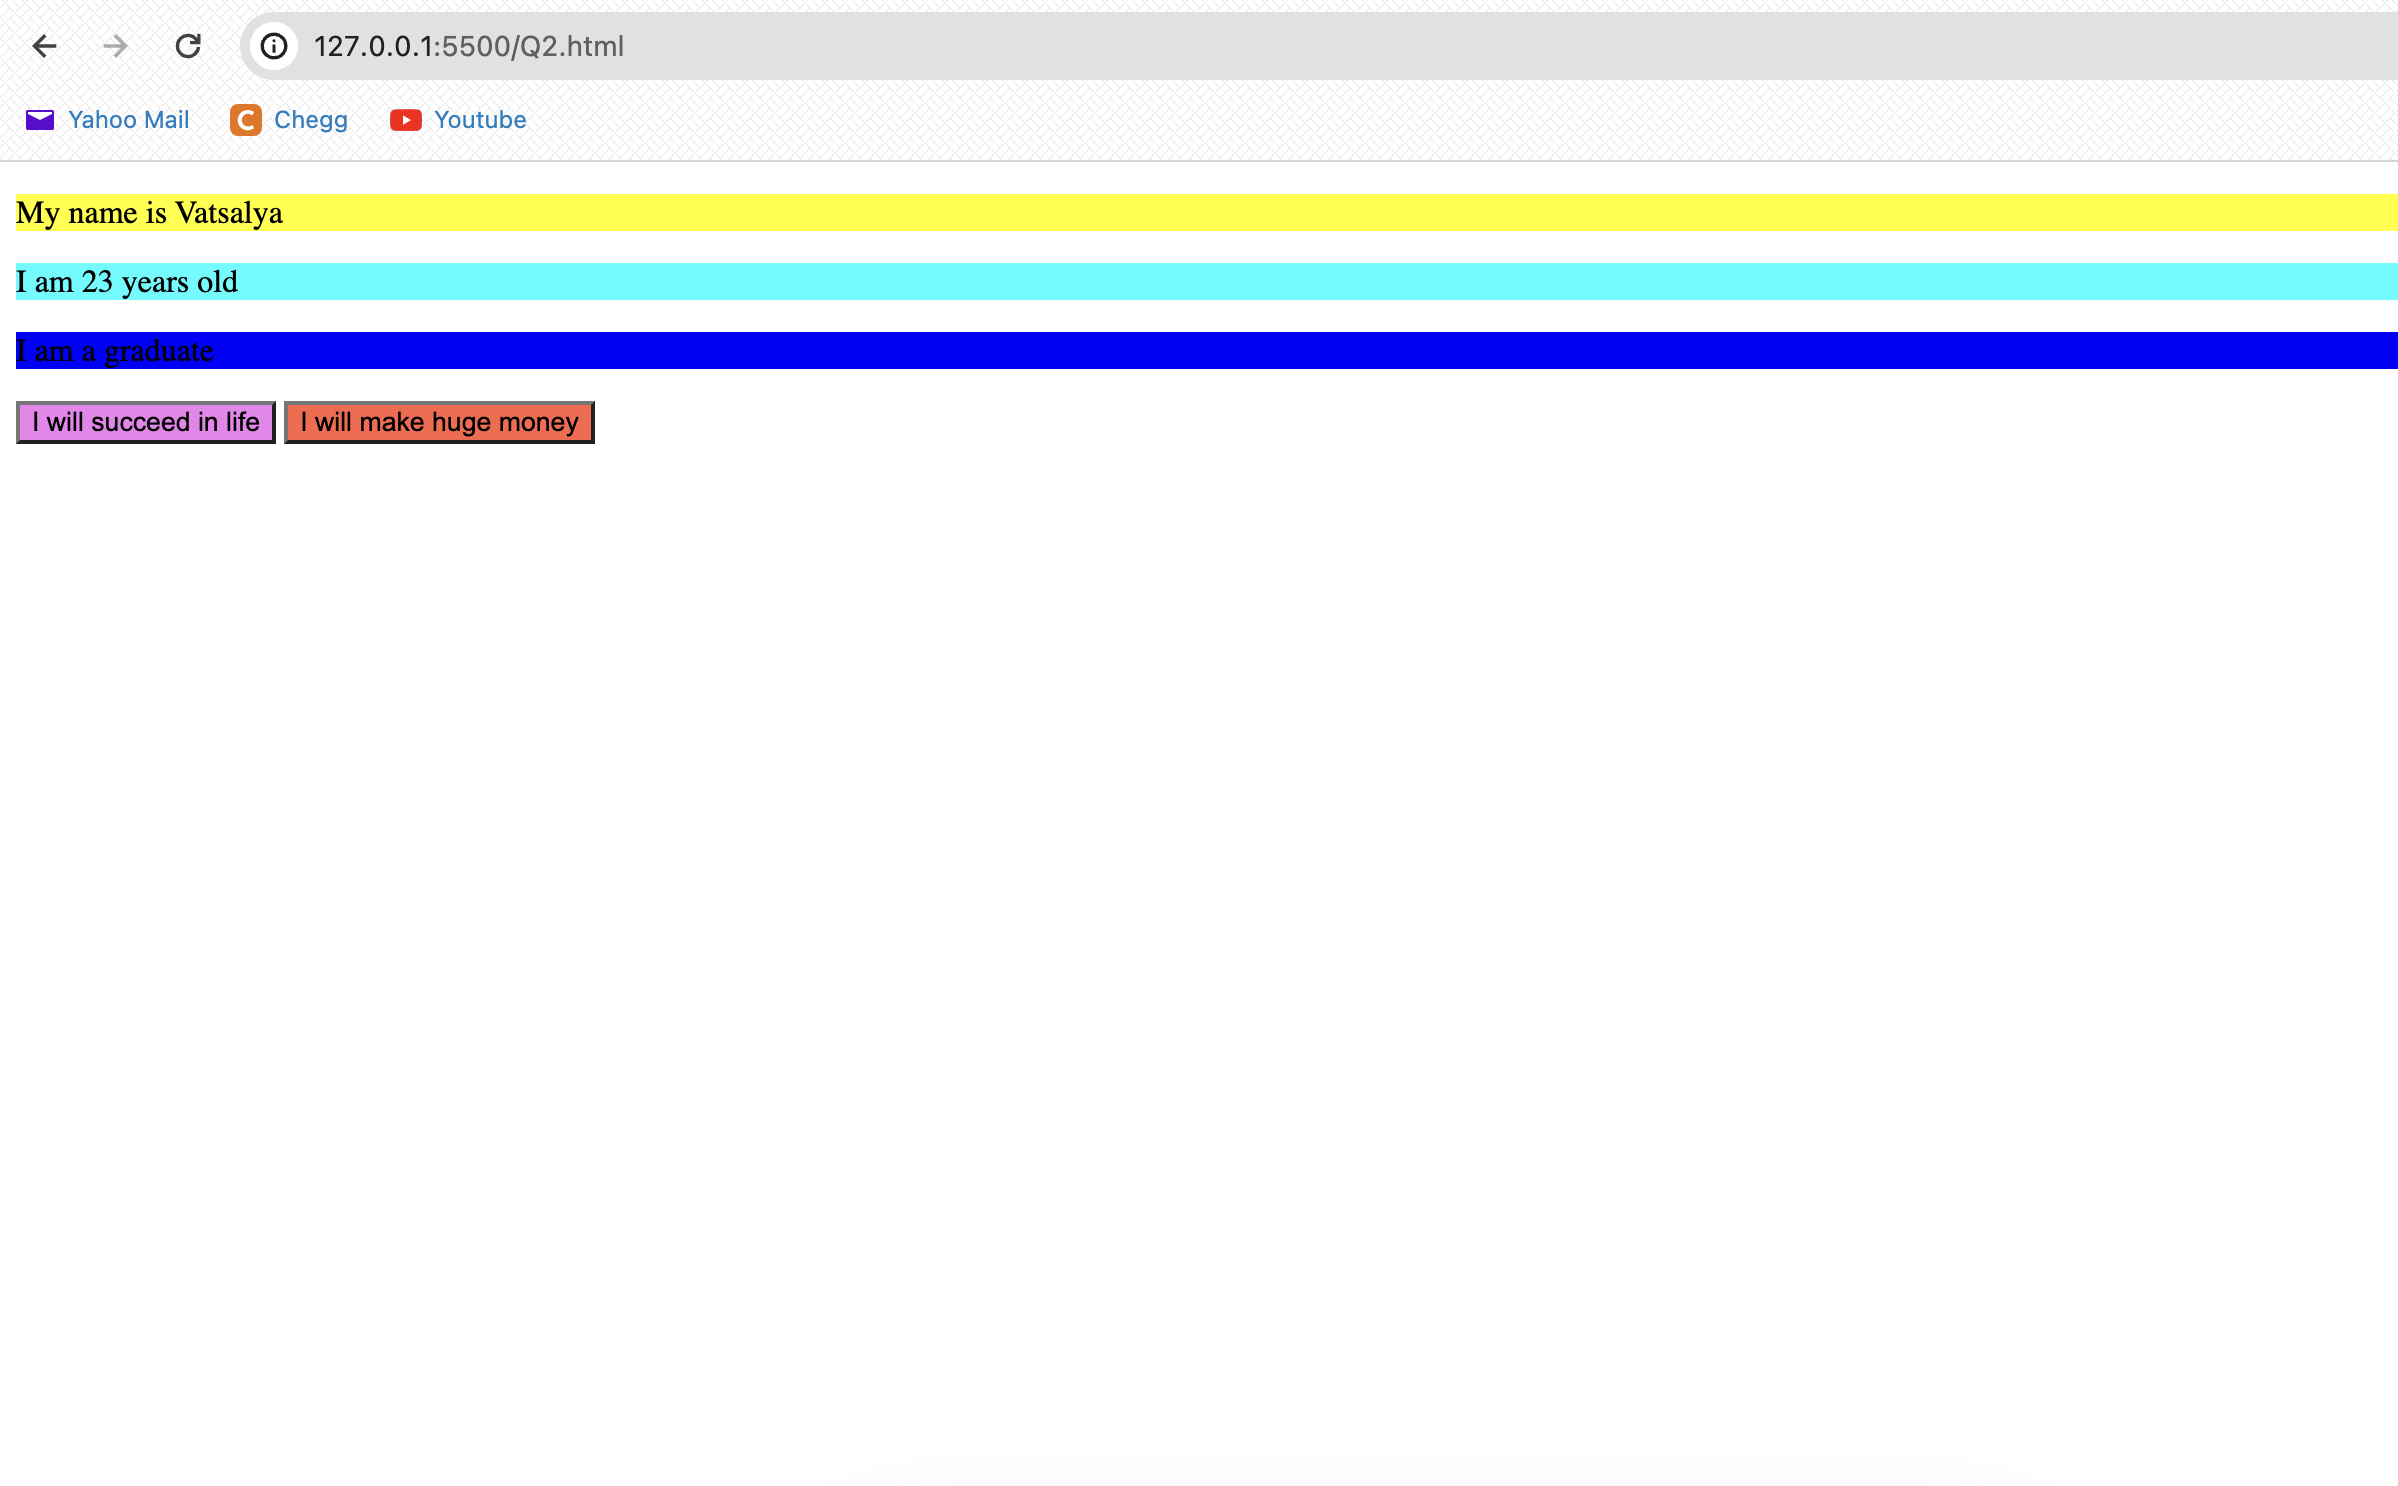 127.0.0.1:5500/Q2.html
Yahoo Mail Chegg Youtube
My name is Vatsalya
I am 23 years old
I am a graduate
I will succeed in life I will make huge money